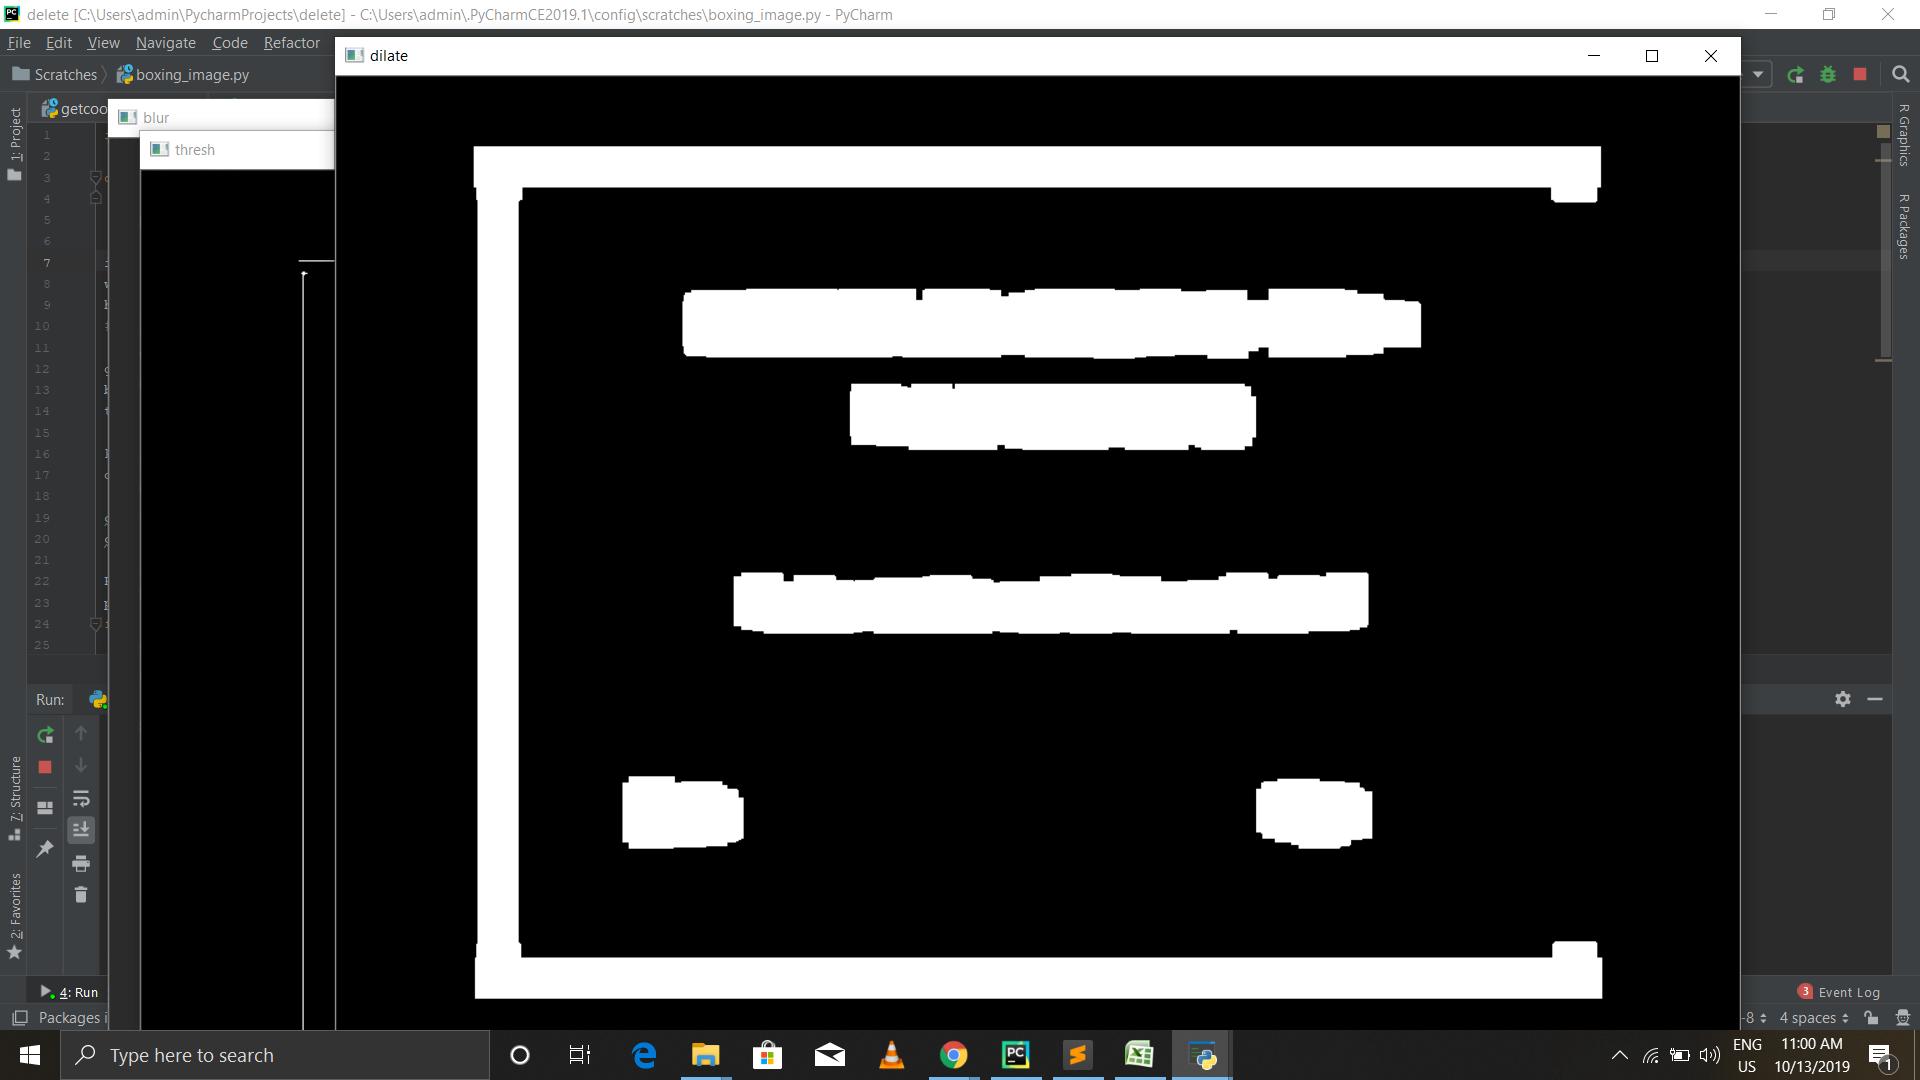 delete [C:\Users\admin\PycharmProjects\delete] - C:\Users\admin\.PyCharmCE2019.1\config\scratches\boxing_image.py - PyCharm
File Edit View Navigate Code Refactor
dilate
Scratches boxing_image.py
getcoo
blur
thresh
1: Project
R Graphics
R Packages
1
2
3
4
5
6
7
8
9
10
11
12
13
14
15
16
17
18
19
20
21
22
23
24
25
Run:
7: Structure
2: Favorites
4: Run
3 Event Log
Packages i
-8 4 spaces
Type here to search
ENG
US
11:00 AM
10/13/2019
1